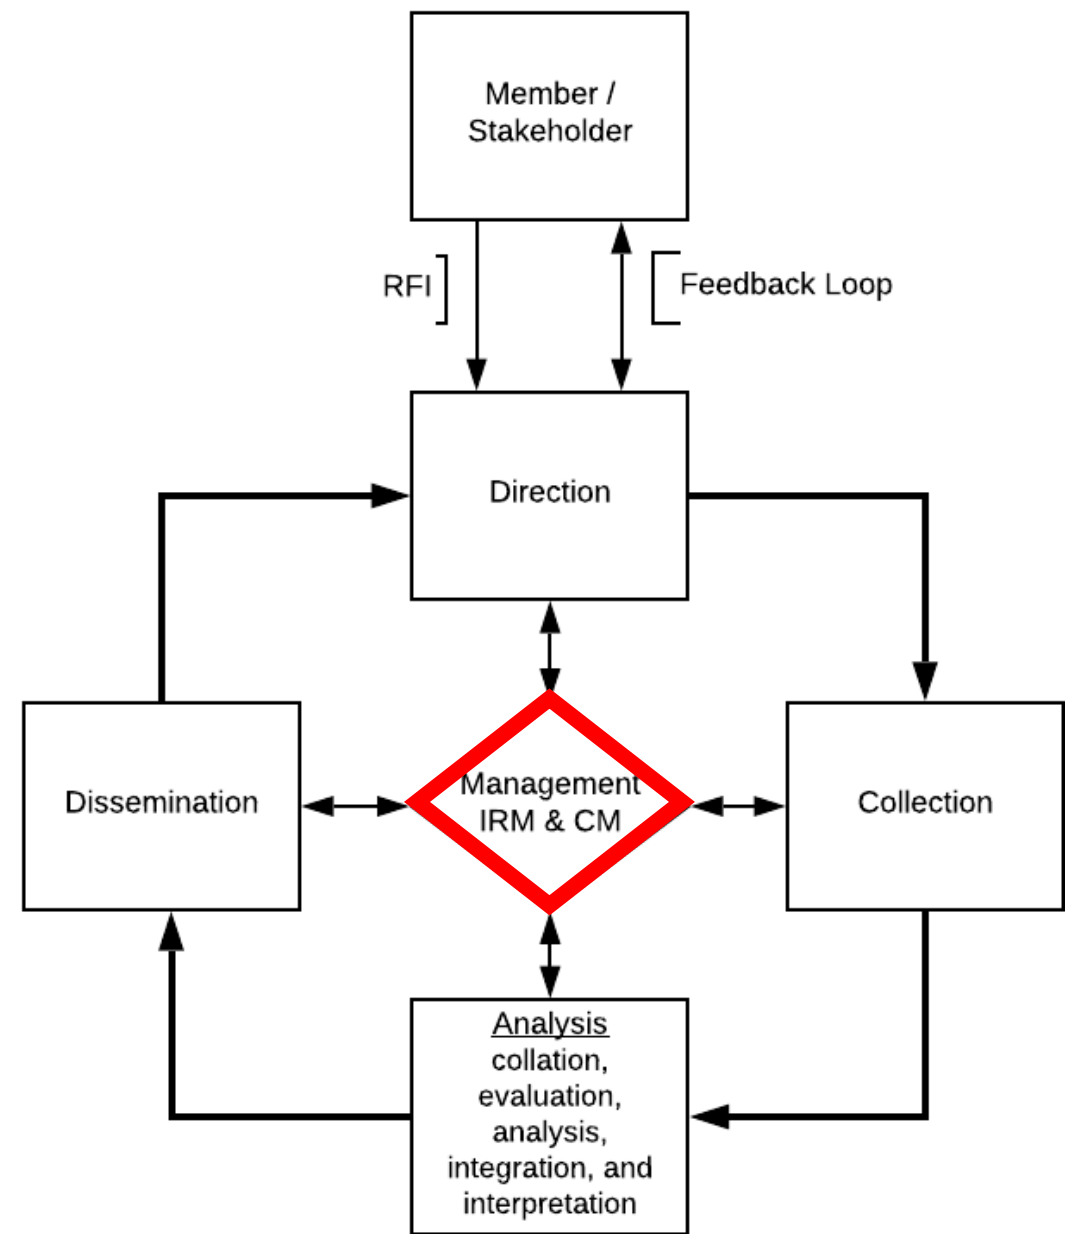 Member /
Stakeholder
RFI
Feedback Loop
Direction
Dissemination
Management
IRM & CM
Collection
Analysis
collation,
evaluation,
analysis,
integration, and
interpretation